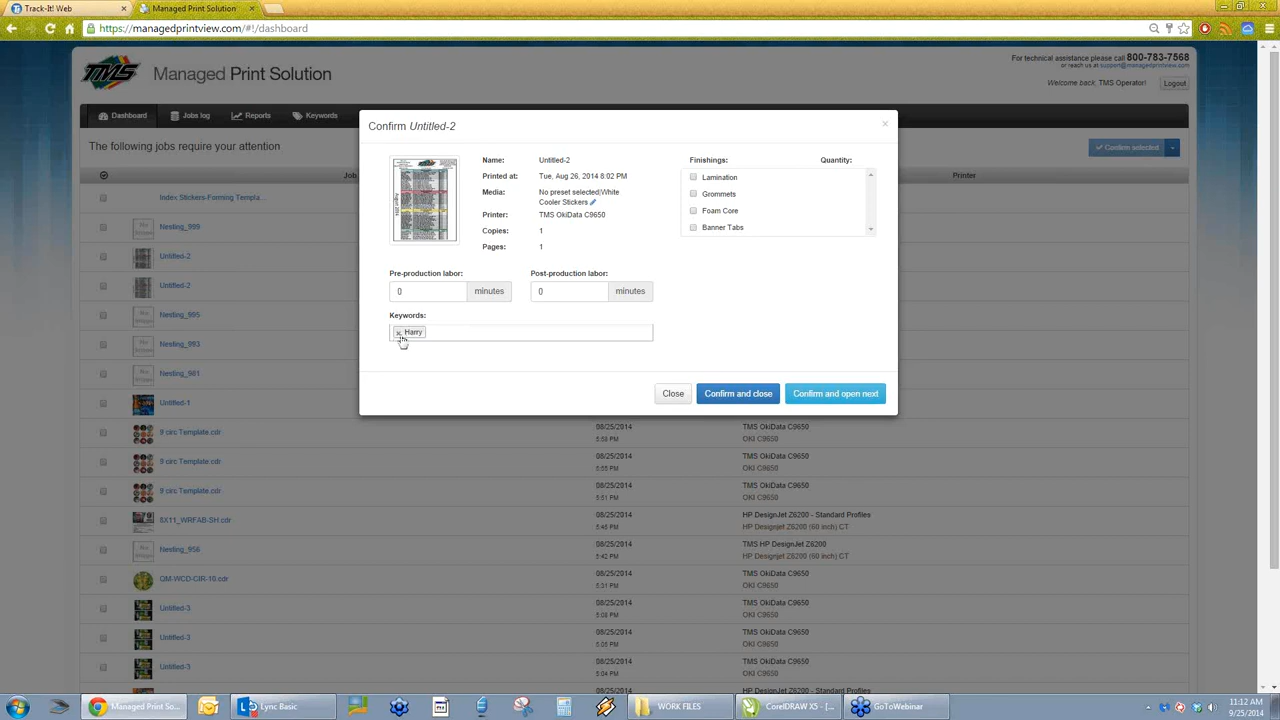 Track-It! Web
Managed Print Solution
https://managedprintview.com/#!/dashboard
TMS
Managed Print Solution
For technical assistance please call 800-783-7568
or reach us at support@managedprintview.com
Welcome back, TMS Operator!
Logout
Dashboard
Jobs log
Reports
Keywords
The following jobs require your attention
Confirm selected
Job
Printer
Index Stickers-Forming Templa...
Nesting_999
Untitled-2
Untitled-2
Nesting_995
Nesting_993
Nesting_981
Untitled-1
Confirm Untitled-2
×
Name:
Untitled-2
Printed at:
Tue, Aug 26, 2014 8:02 PM
Media:
No preset selected|White
Cooler Stickers
Printer:
TMS OkiData C9650
Copies:
1
Pages:
1
Finishings:
Quantity:
Lamination
Grommets
Foam Core
Banner Tabs
Pre-production labor:
Post-production labor:
0
minutes
0
minutes
Keywords:
× Harry
Close
Confirm and close
Confirm and open next
9 circ Template.cdr
08/25/2014
TMS OkiData C9650
5:58 PM
OKI C9650
9 circ Template.cdr
08/25/2014
TMS OkiData C9650
5:55 PM
OKI C9650
9 circ Template.cdr
08/25/2014
TMS OkiData C9650
5:51 PM
OKI C9650
8X11_WRFAB-SH.cdr
08/25/2014
HP DesignJet Z6200 - Standard Profiles
5:45 PM
HP Designjet Z6200 (60 inch) CT
Nesting_956
08/25/2014
TMS HP DesignJet Z6200
5:42 PM
HP Designjet Z6200 (60 inch) CT
QM-WCD-CIR-10.cdr
08/25/2014
TMS OkiData C9650
5:31 PM
OKI C9650
Untitled-3
08/25/2014
TMS OkiData C9650
5:08 PM
OKI C9650
Untitled-3
08/25/2014
TMS OkiData C9650
5:05 PM
OKI C9650
Untitled-3
08/25/2014
TMS OkiData C9650
5:04 PM
OKI C9650
08/25/2014
TMS OkiData C9650
Managed Print So...
Lync Basic
WORK FILES
CorelDRAW X5 - [...
GoToWebinar
11:12 AM
9/25/2014